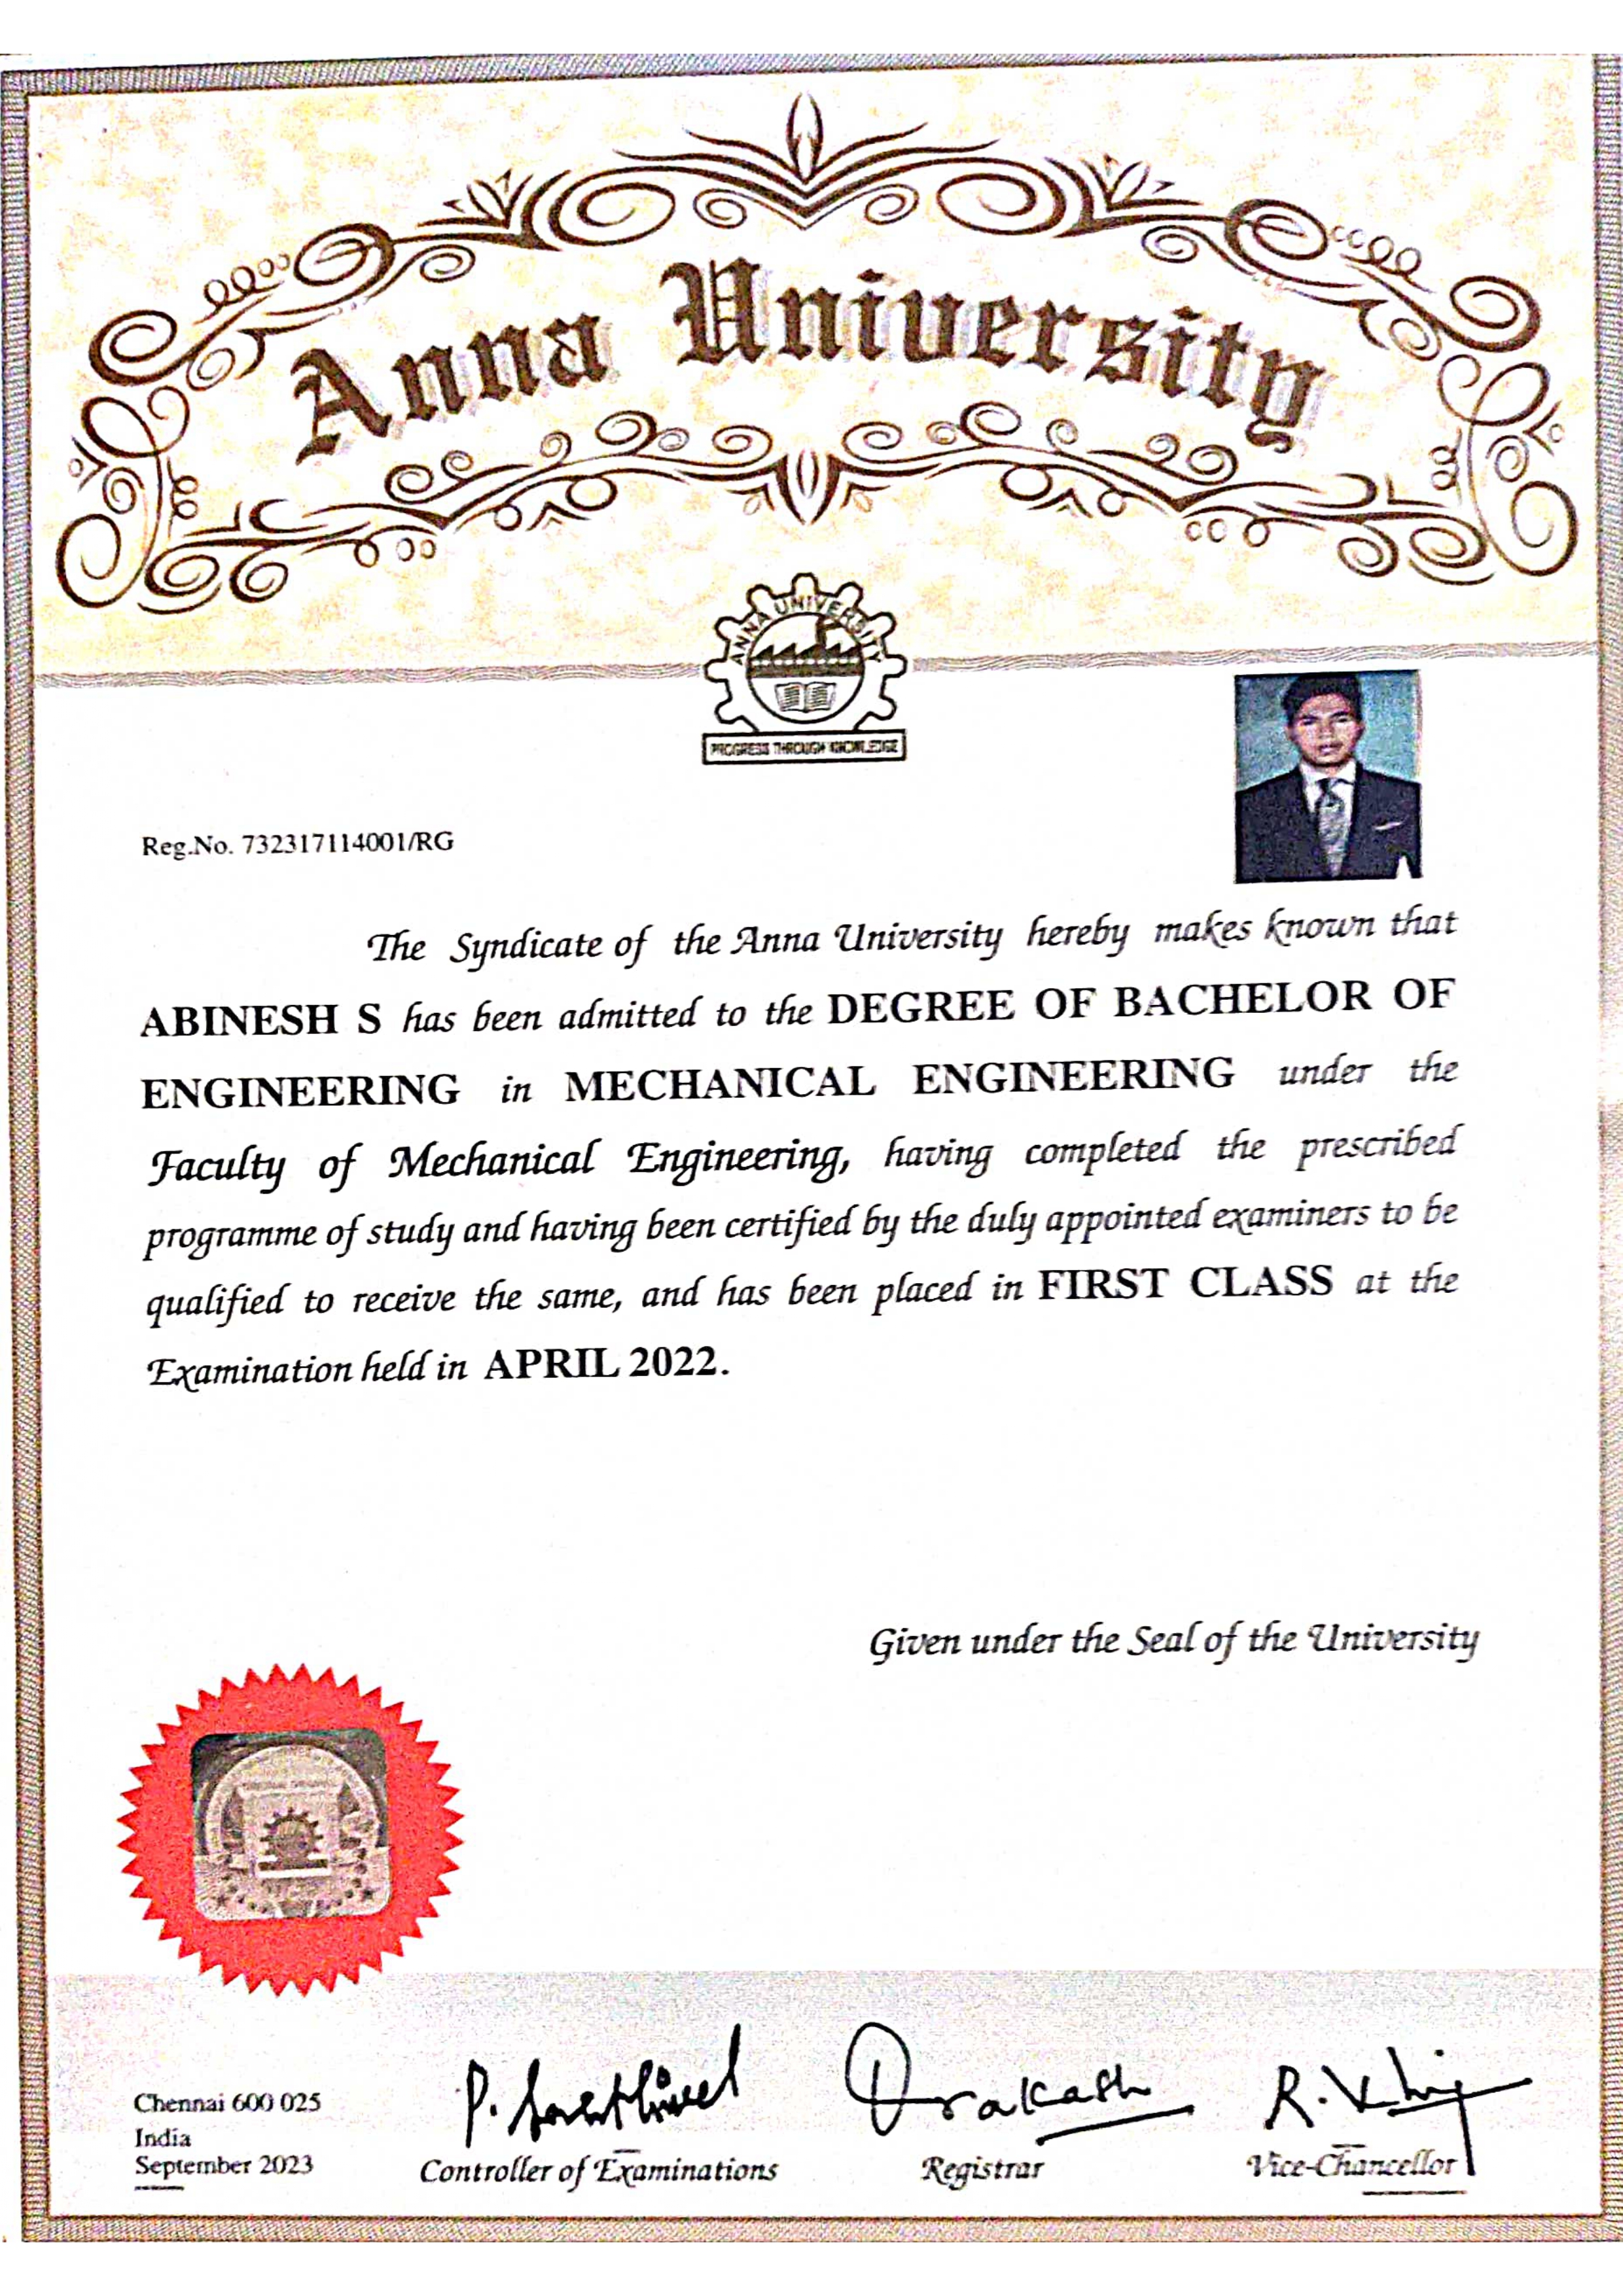 Anna University
ANNA UNIVERSITY
PROGRESS THROUGH KNOWLEDGE
Reg.No. 732317114001/RG
The Syndicate of the Anna University hereby makes known that
ABINESH S has been admitted to the DEGREE OF BACHELOR OF
ENGINEERING in MECHANICAL ENGINEERING under the
Faculty of Mechanical Engineering, having completed the prescribed
programme of study and having been certified by the duly appointed examiners to be
qualified to receive the same, and has been placed in FIRST CLASS at the
Examination held in APRIL 2022.
Given under the Seal of the University
Chennai 600 025
India
September 2023
P. Sakthivel
Controller of Examinations
Prakash
Registrar
Vice-Chancellor